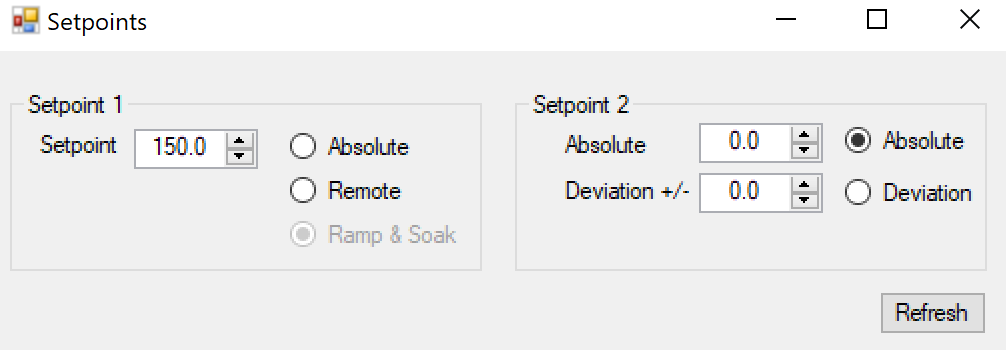 Setpoints
Setpoint 1
Setpoint 150.0
Absolute
Remote
Ramp & Soak
Setpoint 2
Absolute 0.0
Deviation +/- 0.0
Absolute
Deviation
Refresh